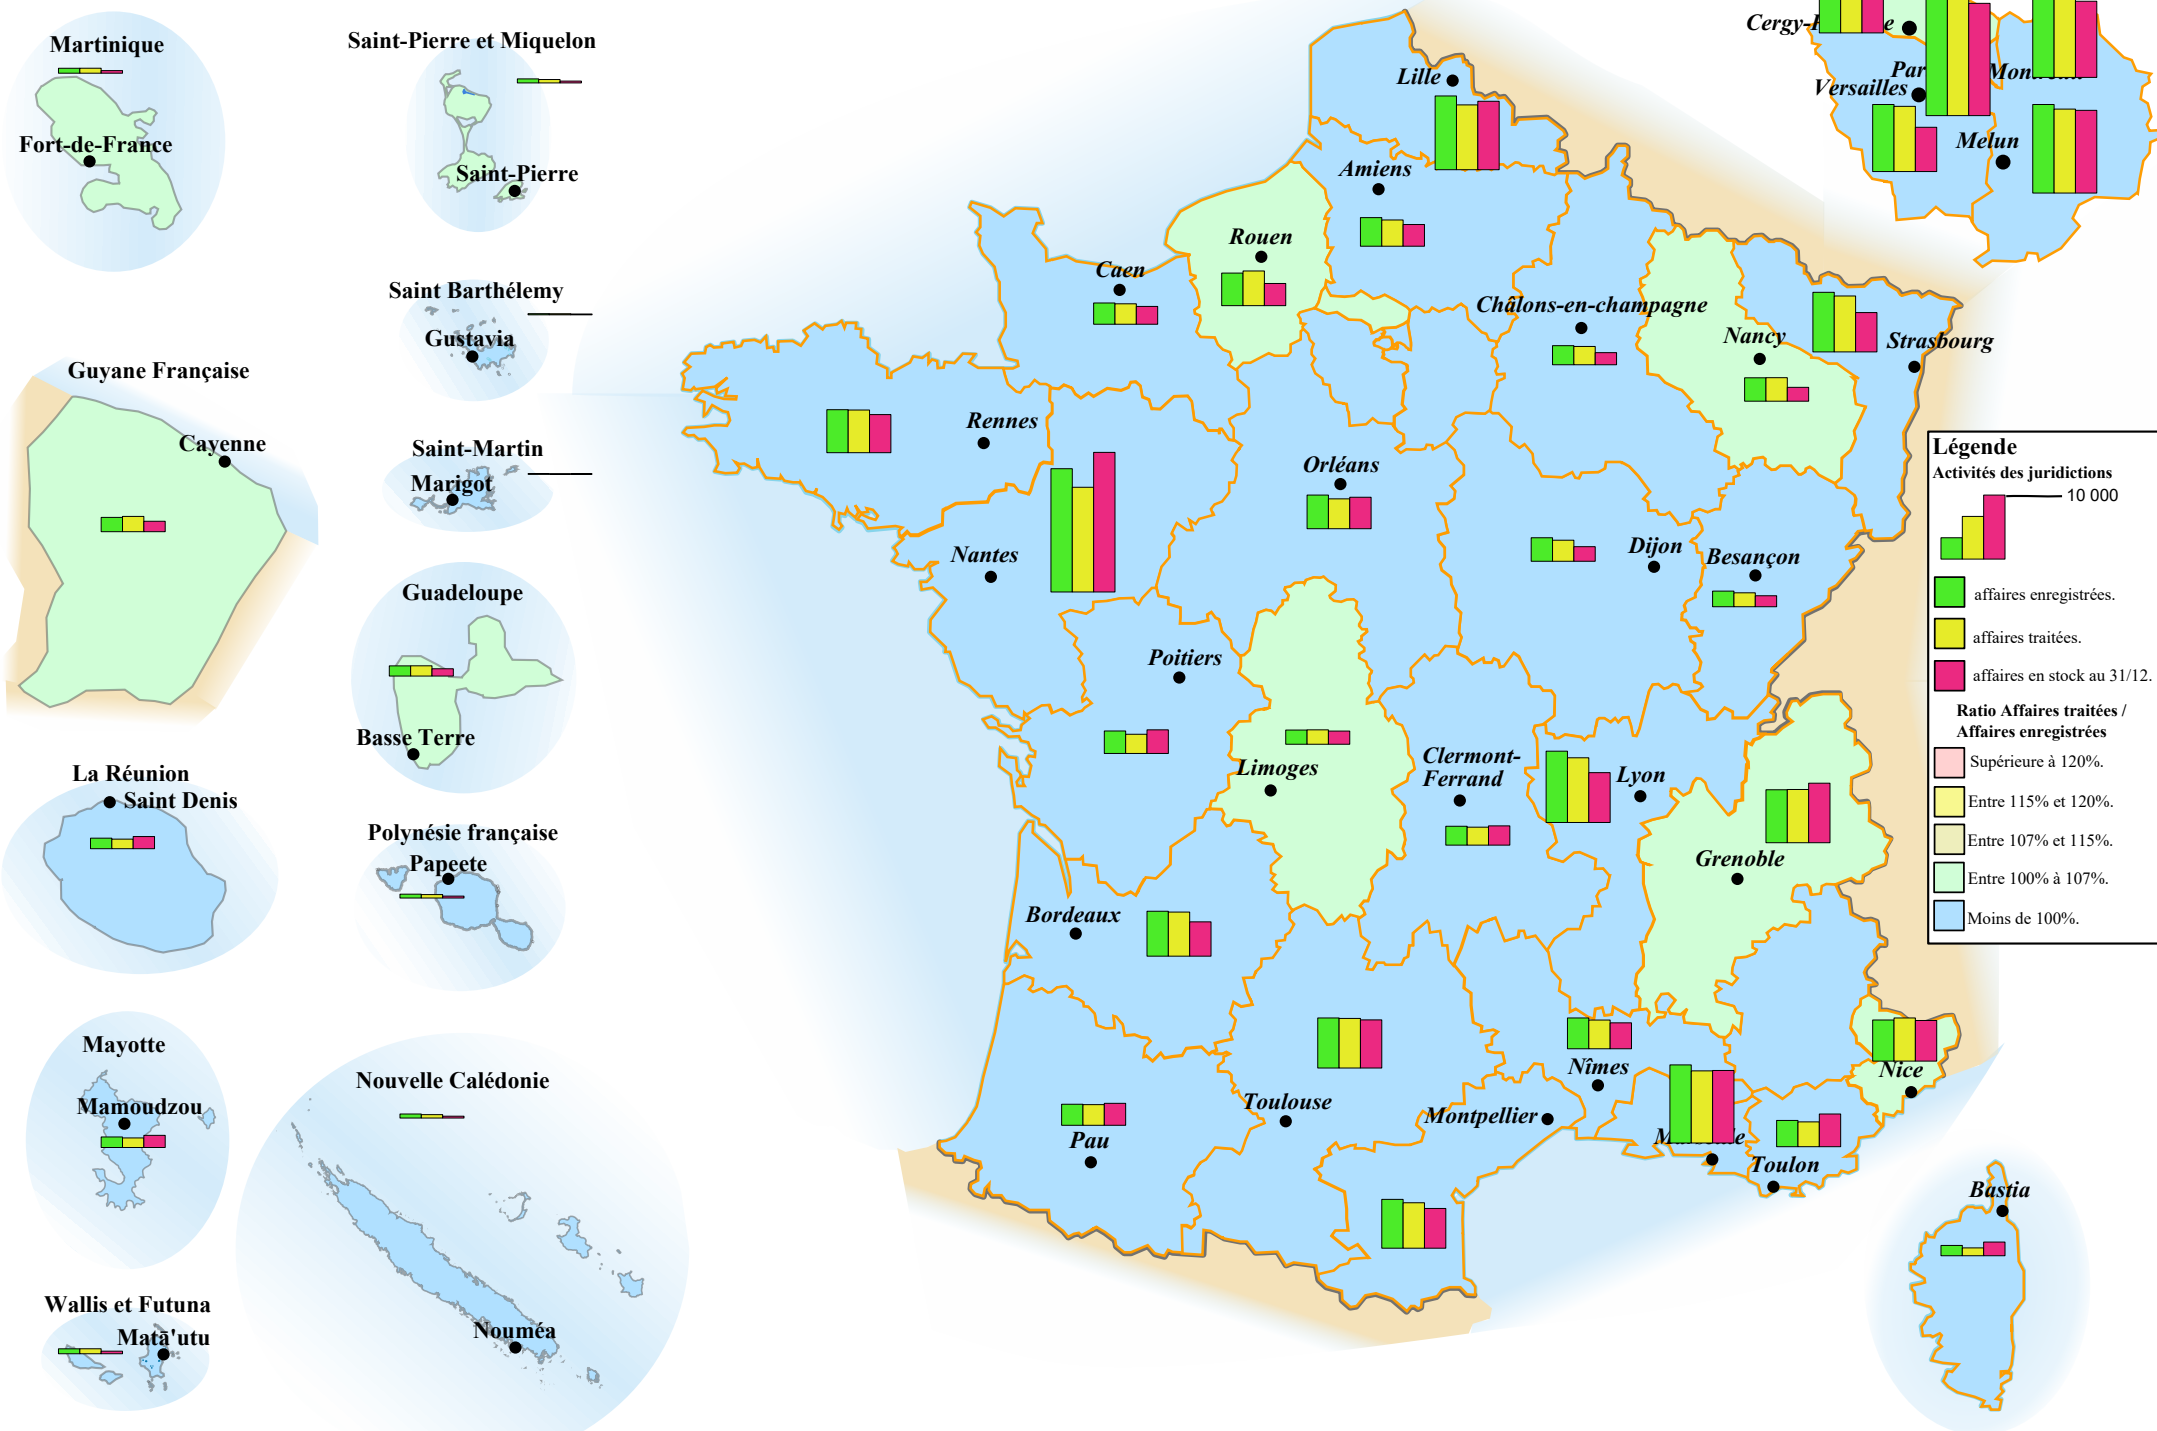 Martinique
Fort-de-France
Saint-Pierre et Miquelon
Saint-Pierre
Saint Barthélemy
Gustavia
Guyane Française
Cayenne
Saint-Martin
Marigot
Guadeloupe
Basse Terre
La Réunion
Saint Denis
Polynésie française
Papeete
Mayotte
Mamoudzou
Nouvelle Calédonie
Nouméa
Wallis et Futuna
Matā'utu
Lille
Amiens
Rouen
Caen
Châlons-en-champagne
Nancy
Strasbourg
Rennes
Orléans
Nantes
Dijon
Besançon
Poitiers
Limoges
Clermont-
Ferrand
Lyon
Grenoble
Bordeaux
Nîmes
Nice
Toulouse
Montpellier
Pau
Toulon
Bastia
Versailles
Melun
Légende
Activités des juridictions
10 000
affaires enregistrées.
affaires traitées.
affaires en stock au 31/12.
Ratio Affaires traitées /
Affaires enregistrées
Supérieure à 120%.
Entre 115% et 120%.
Entre 107% et 115%.
Entre 100% à 107%.
Moins de 100%.